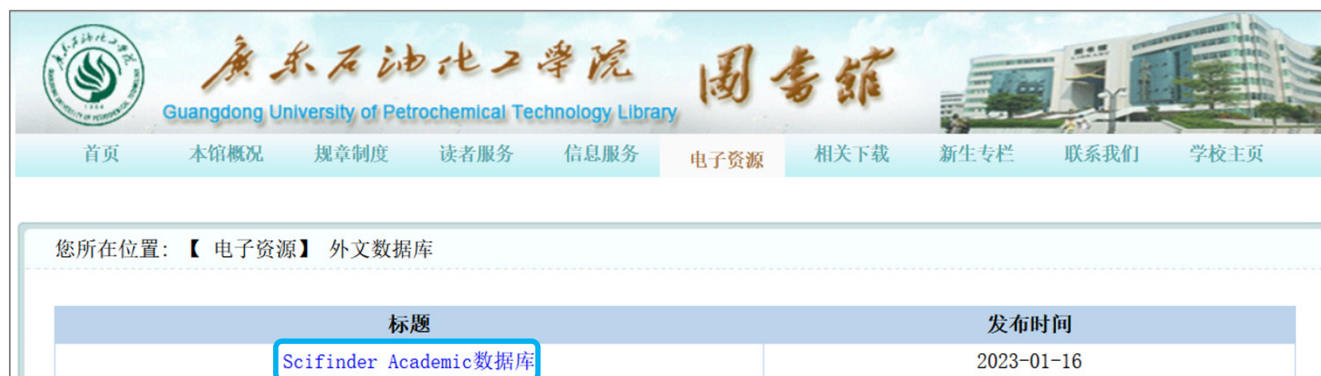 廣东石油化工学院 图书馆
Guangdong University of Petrochemical Technology Library
首页 本馆概况 规章制度 读者服务 信息服务 电子资源 相关下载 新生专栏 联系我们 学校主页
您所在位置: 【 电子资源】 外文数据库
标题 发布时间
Scifinder Academic数据库 2023-01-16